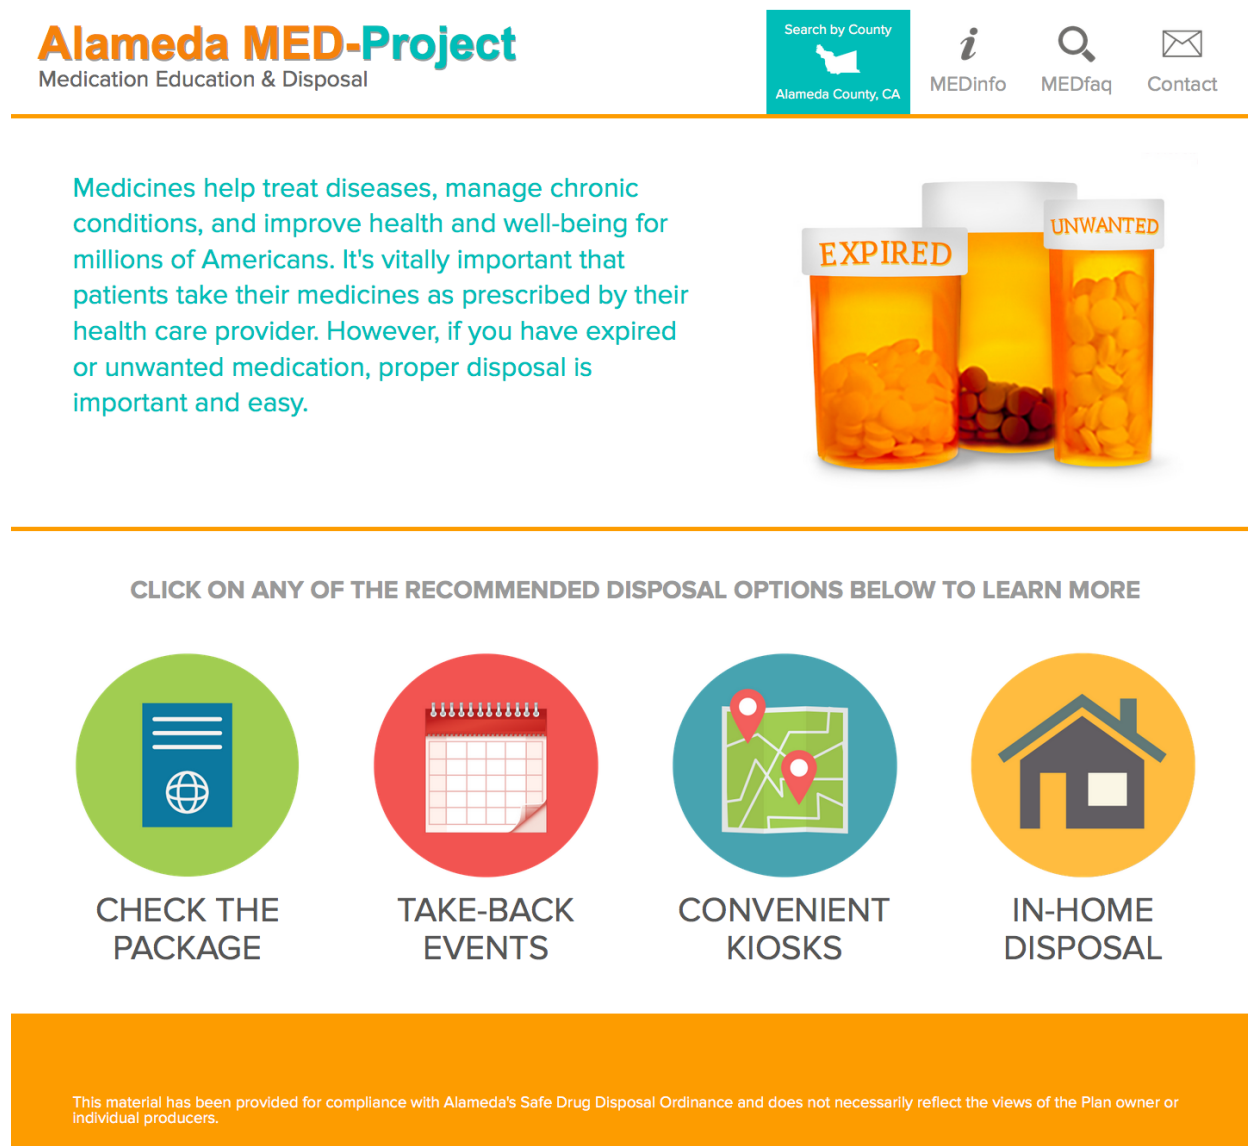 Alameda MED-Project
Medication Education & Disposal
Search by County
Alameda County, CA
MEDinfo
MEDfaq
Contact
Medicines help treat diseases, manage chronic
conditions, and improve health and well-being for
millions of Americans. It's vitally important that
patients take their medicines as prescribed by their
health care provider. However, if you have expired
or unwanted medication, proper disposal is
important and easy.
EXPIRED
UNWANTED
CLICK ON ANY OF THE RECOMMENDED DISPOSAL OPTIONS BELOW TO LEARN MORE
CHECK THE
PACKAGE
TAKE-BACK
EVENTS
CONVENIENT
KIOSKS
IN-HOME
DISPOSAL
This material has been provided for compliance with Alameda's Safe Drug Disposal Ordinance and does not necessarily reflect the views of the Plan owner or
individual producers.